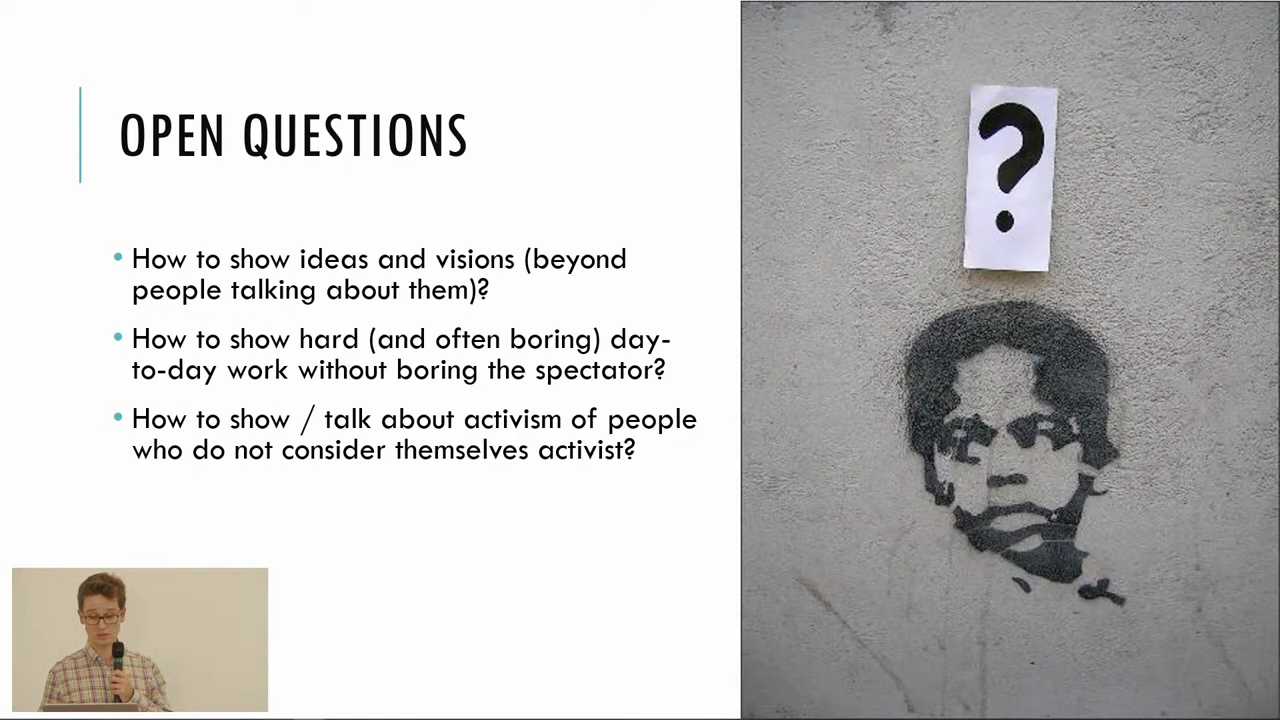 OPEN QUESTIONS
• How to show ideas and visions (beyond
people talking about them)?
• How to show hard (and often boring) day-
to-day work without boring the spectator?
• How to show / talk about activism of people
who do not consider themselves activist?
?